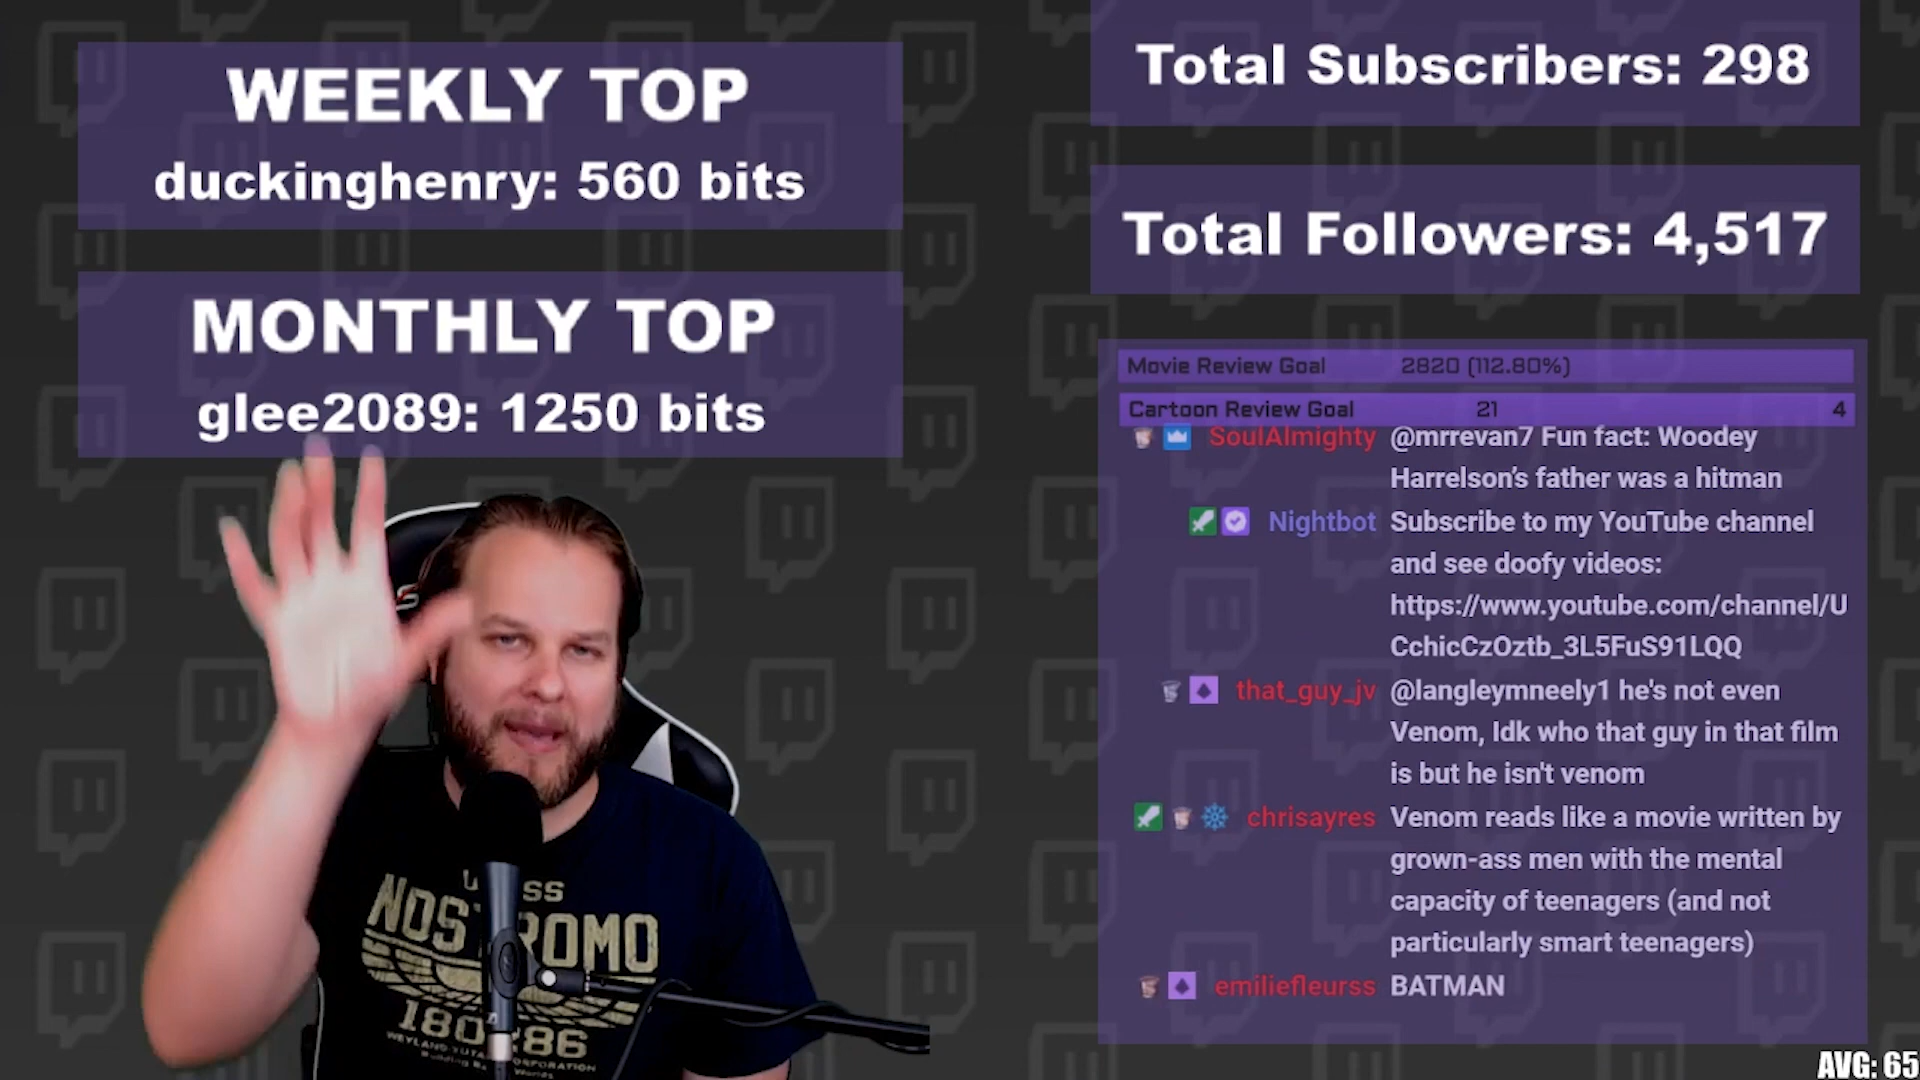 WEEKLY TOP
duckinghenry: 560 bits
MONTHLY TOP
glee2089: 1250 bits
Total Subscribers: 298
Total Followers: 4,517
Movie Review Goal 2820 (112.80%)
Cartoon Review Goal 21 4
SoulAlmighty @mrrevan7 Fun fact: Woodey
Harrelson’s father was a hitman
Nightbot Subscribe to my YouTube channel
and see doofy videos:
https://www.youtube.com/channel/U
CchicCzOztb_3L5FuS91LQQ
that_guy_jv @langleymneely1 he's not even
Venom, Idk who that guy in that film
is but he isn't venom
chrisayres Venom reads like a movie written by
grown-ass men with the mental
capacity of teenagers (and not
particularly smart teenagers)
emiliefleurss BATMAN
AVG: 65